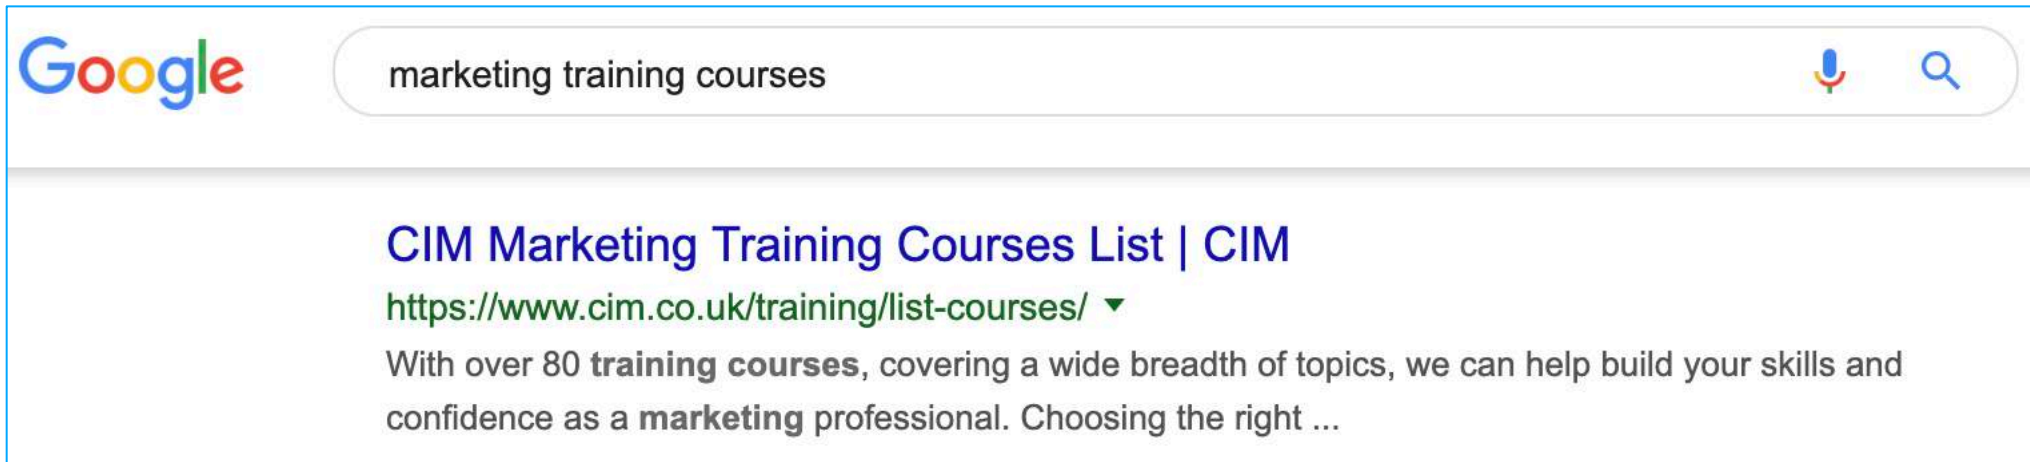 Google
marketing training courses
CIM Marketing Training Courses List | CIM
https://www.cim.co.uk/training/list-courses/
With over 80 training courses, covering a wide breadth of topics, we can help build your skills and
confidence as a marketing professional. Choosing the right ...